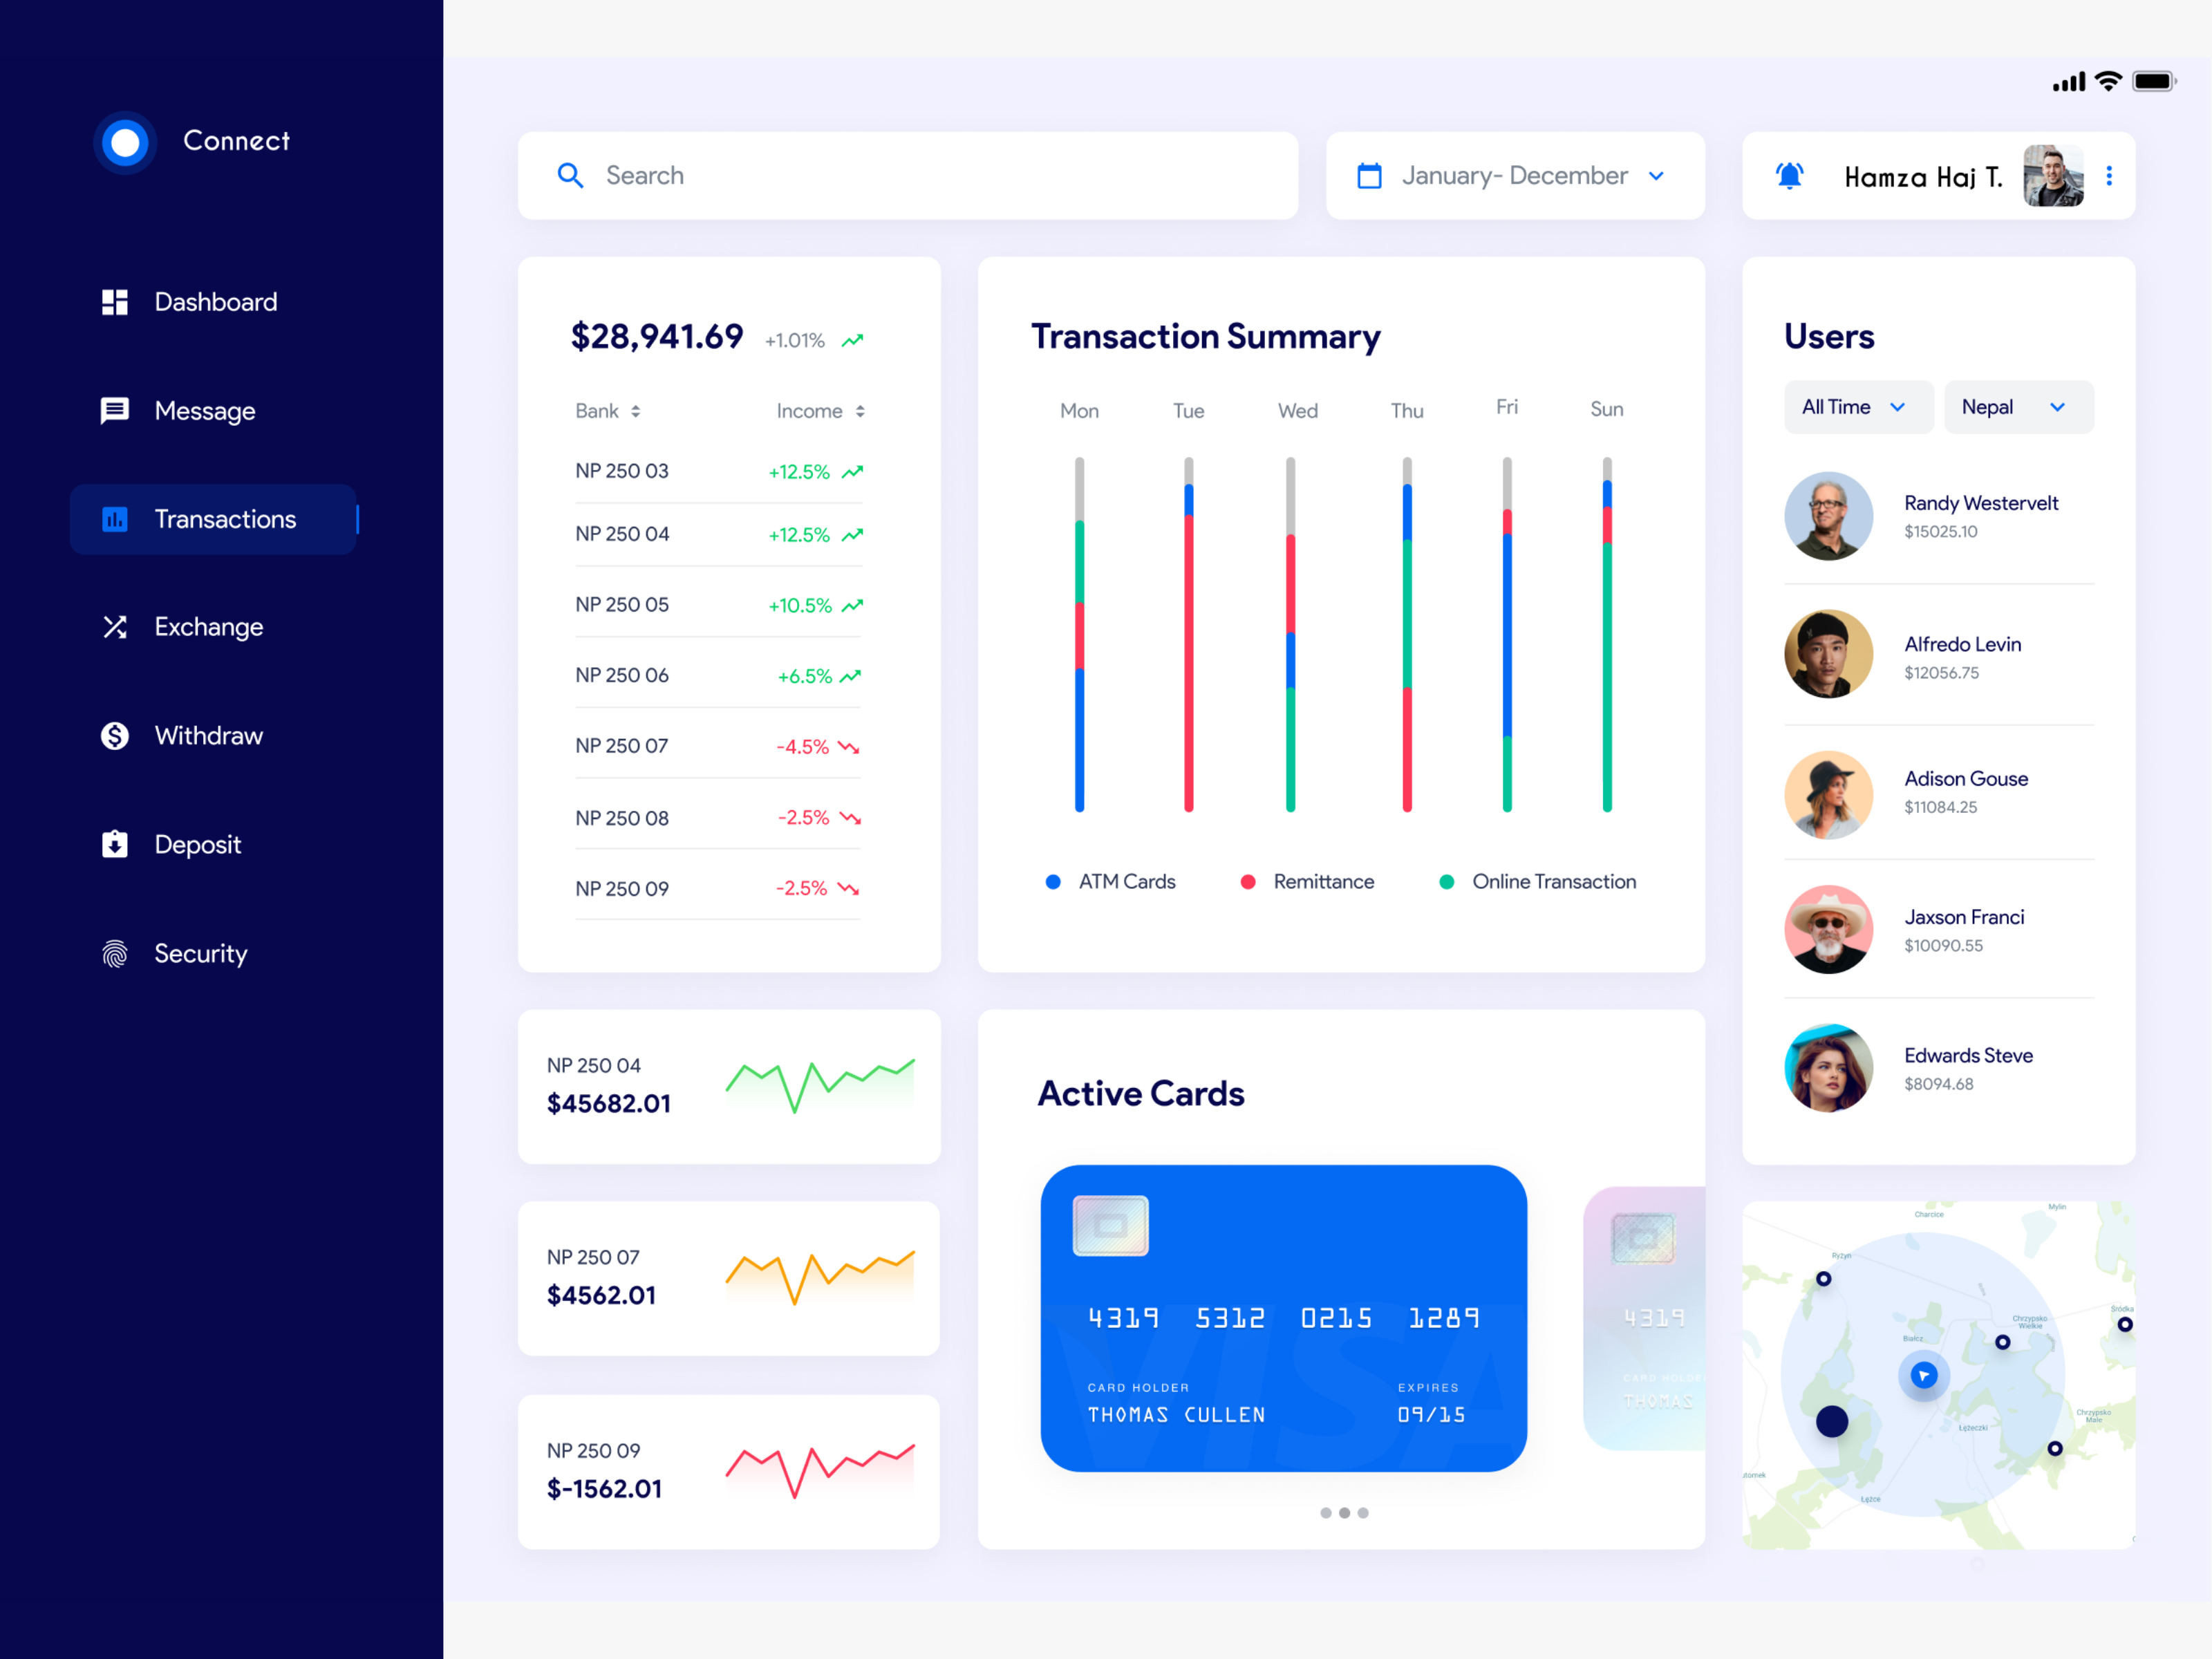 Connect
Dashboard
Message
Transactions
Exchange
Withdraw
Deposit
Security
Search
January- December
Hamza Haj T.
$28,941.69 +1.01%
Bank Income
NP 250 03 +12.5%
NP 250 04 +12.5%
NP 250 05 +10.5%
NP 250 06 +6.5%
NP 250 07 -4.5%
NP 250 08 -2.5%
NP 250 09 -2.5%
Transaction Summary
Mon Tue Wed Thu Fri Sun
ATM Cards Remittance Online Transaction
Users
All Time Nepal
Randy Westervelt
$15025.10
Alfredo Levin
$12056.75
Adison Gouse
$11084.25
Jaxson Franci
$10090.55
Edwards Steve
$8094.68
NP 250 04
$45682.01
NP 250 07
$4562.01
NP 250 09
$-1562.01
Active Cards
4319 5312 0215 1289
CARD HOLDER EXPIRES
THOMAS CULLEN 09/15
VISA
4319
CARD HOLDE
THOMAS
Mylin
Charcice
Ryżyn
Chrzypsko
Wielkie
Śródka
Białcz
Chrzypsko
Małe
Łężeczki
Łężce